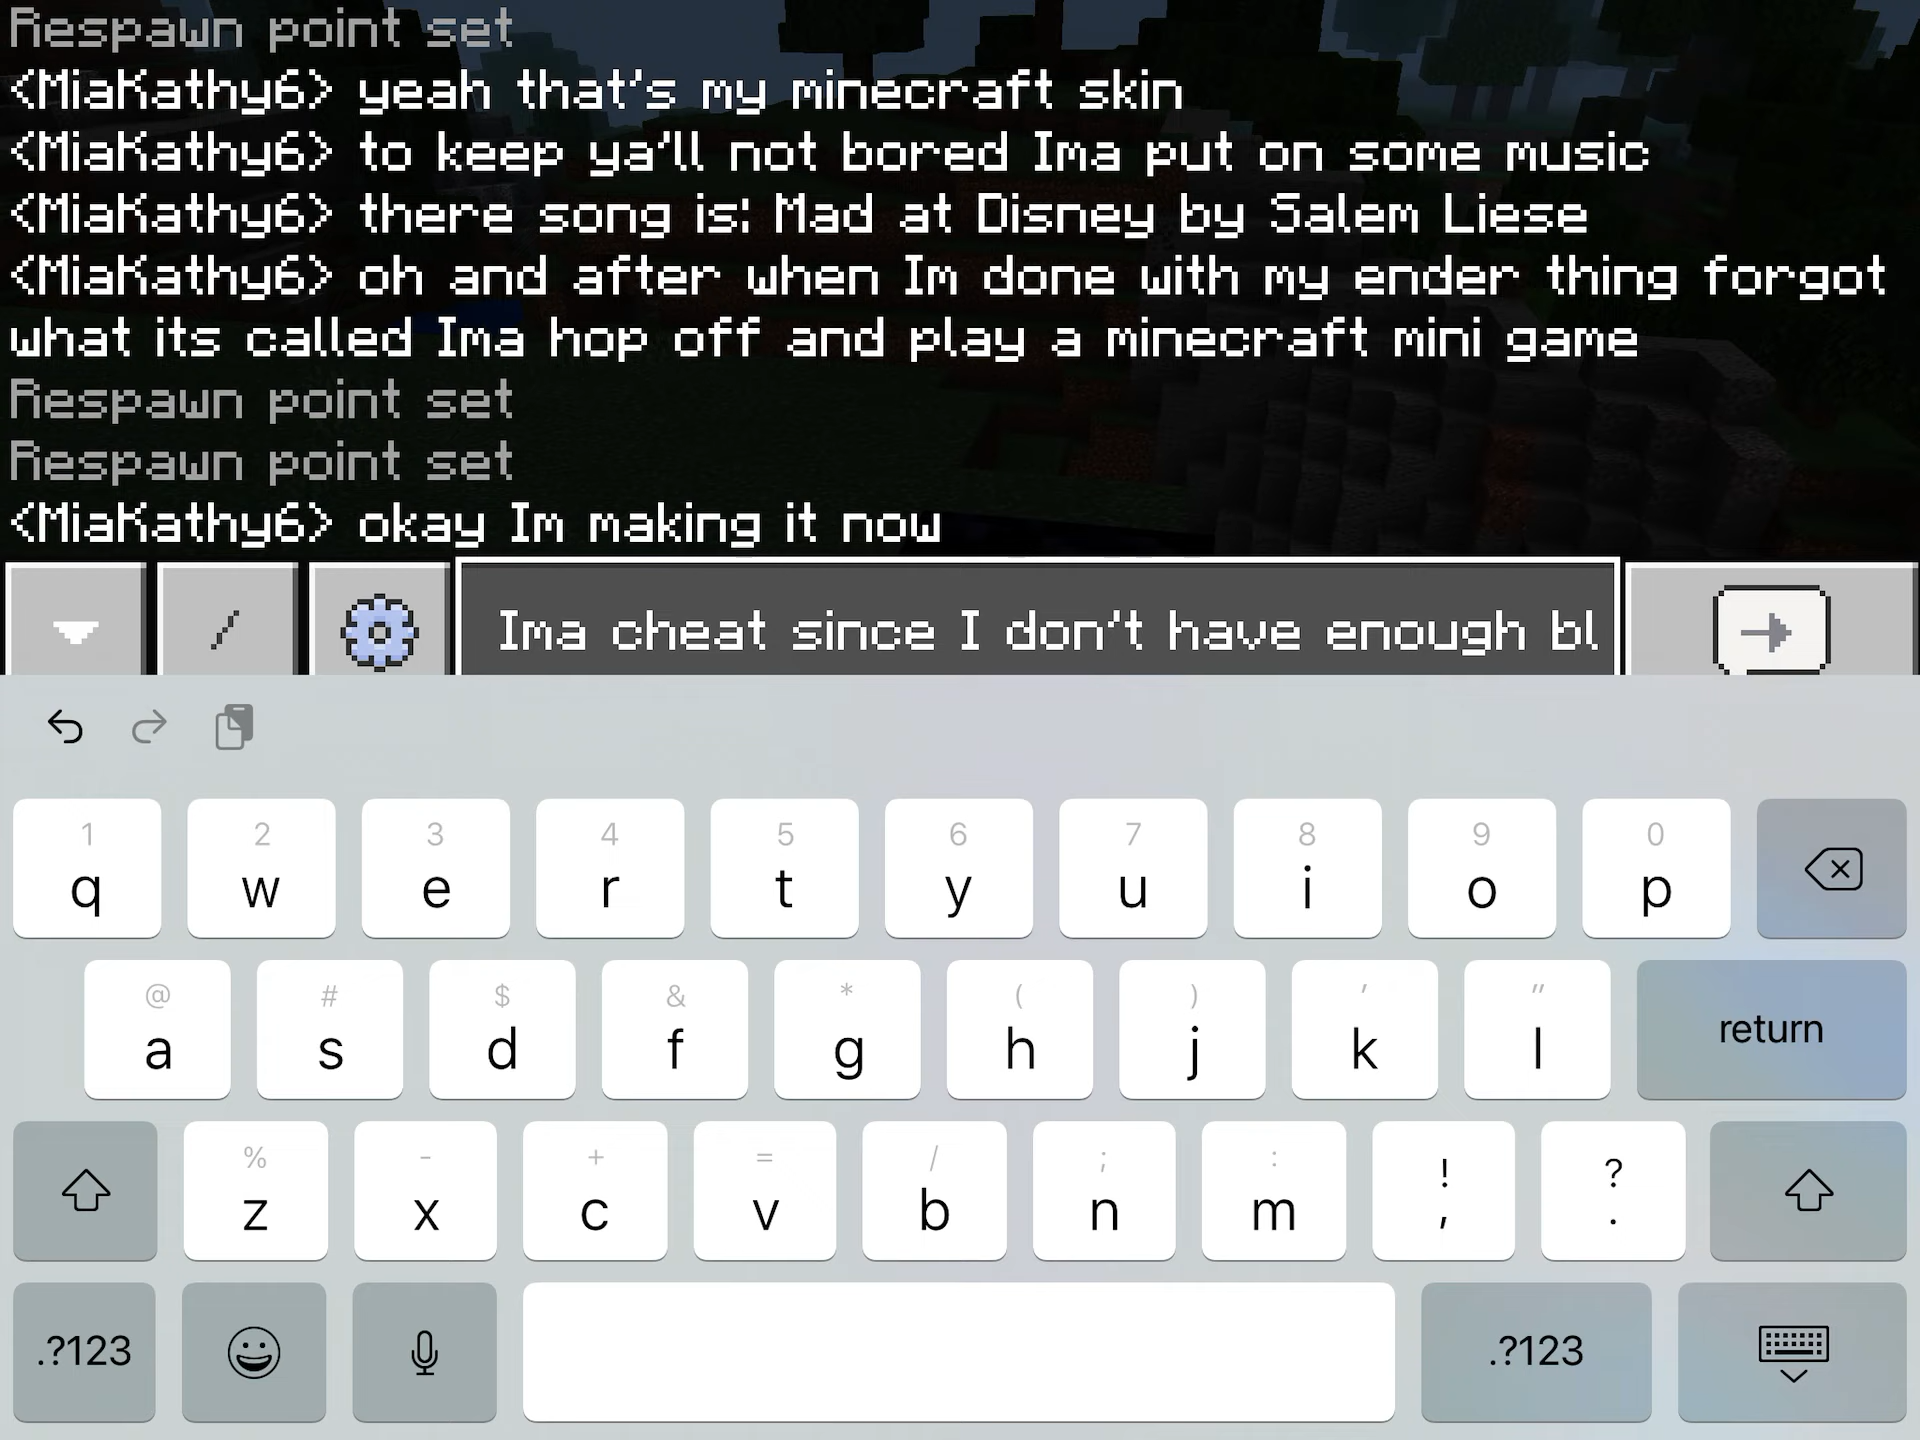 Respawn point set
<MiaKathy6> yeah that's my minecraft skin
<MiaKathy6> to keep ya'll not bored Ima put on some music
<MiaKathy6> there song is: Mad at Disney by Salem Liese
<MiaKathy6> oh and after when Im done with my ender thing forgot
what its called Ima hop off and play a minecraft mini game
Respawn point set
Respawn point set
<MiaKathy6> okay Im making it now
/ Ima cheat since I don't have enough bl
1 2 3 4 5 6 7 8 9 0
q w e r t y u i o p
@ # $ & * ( ) ' "
a s d f g h j k l return
% - + = / ; : ! ?
z x c v b n m , .
.?123 .?123